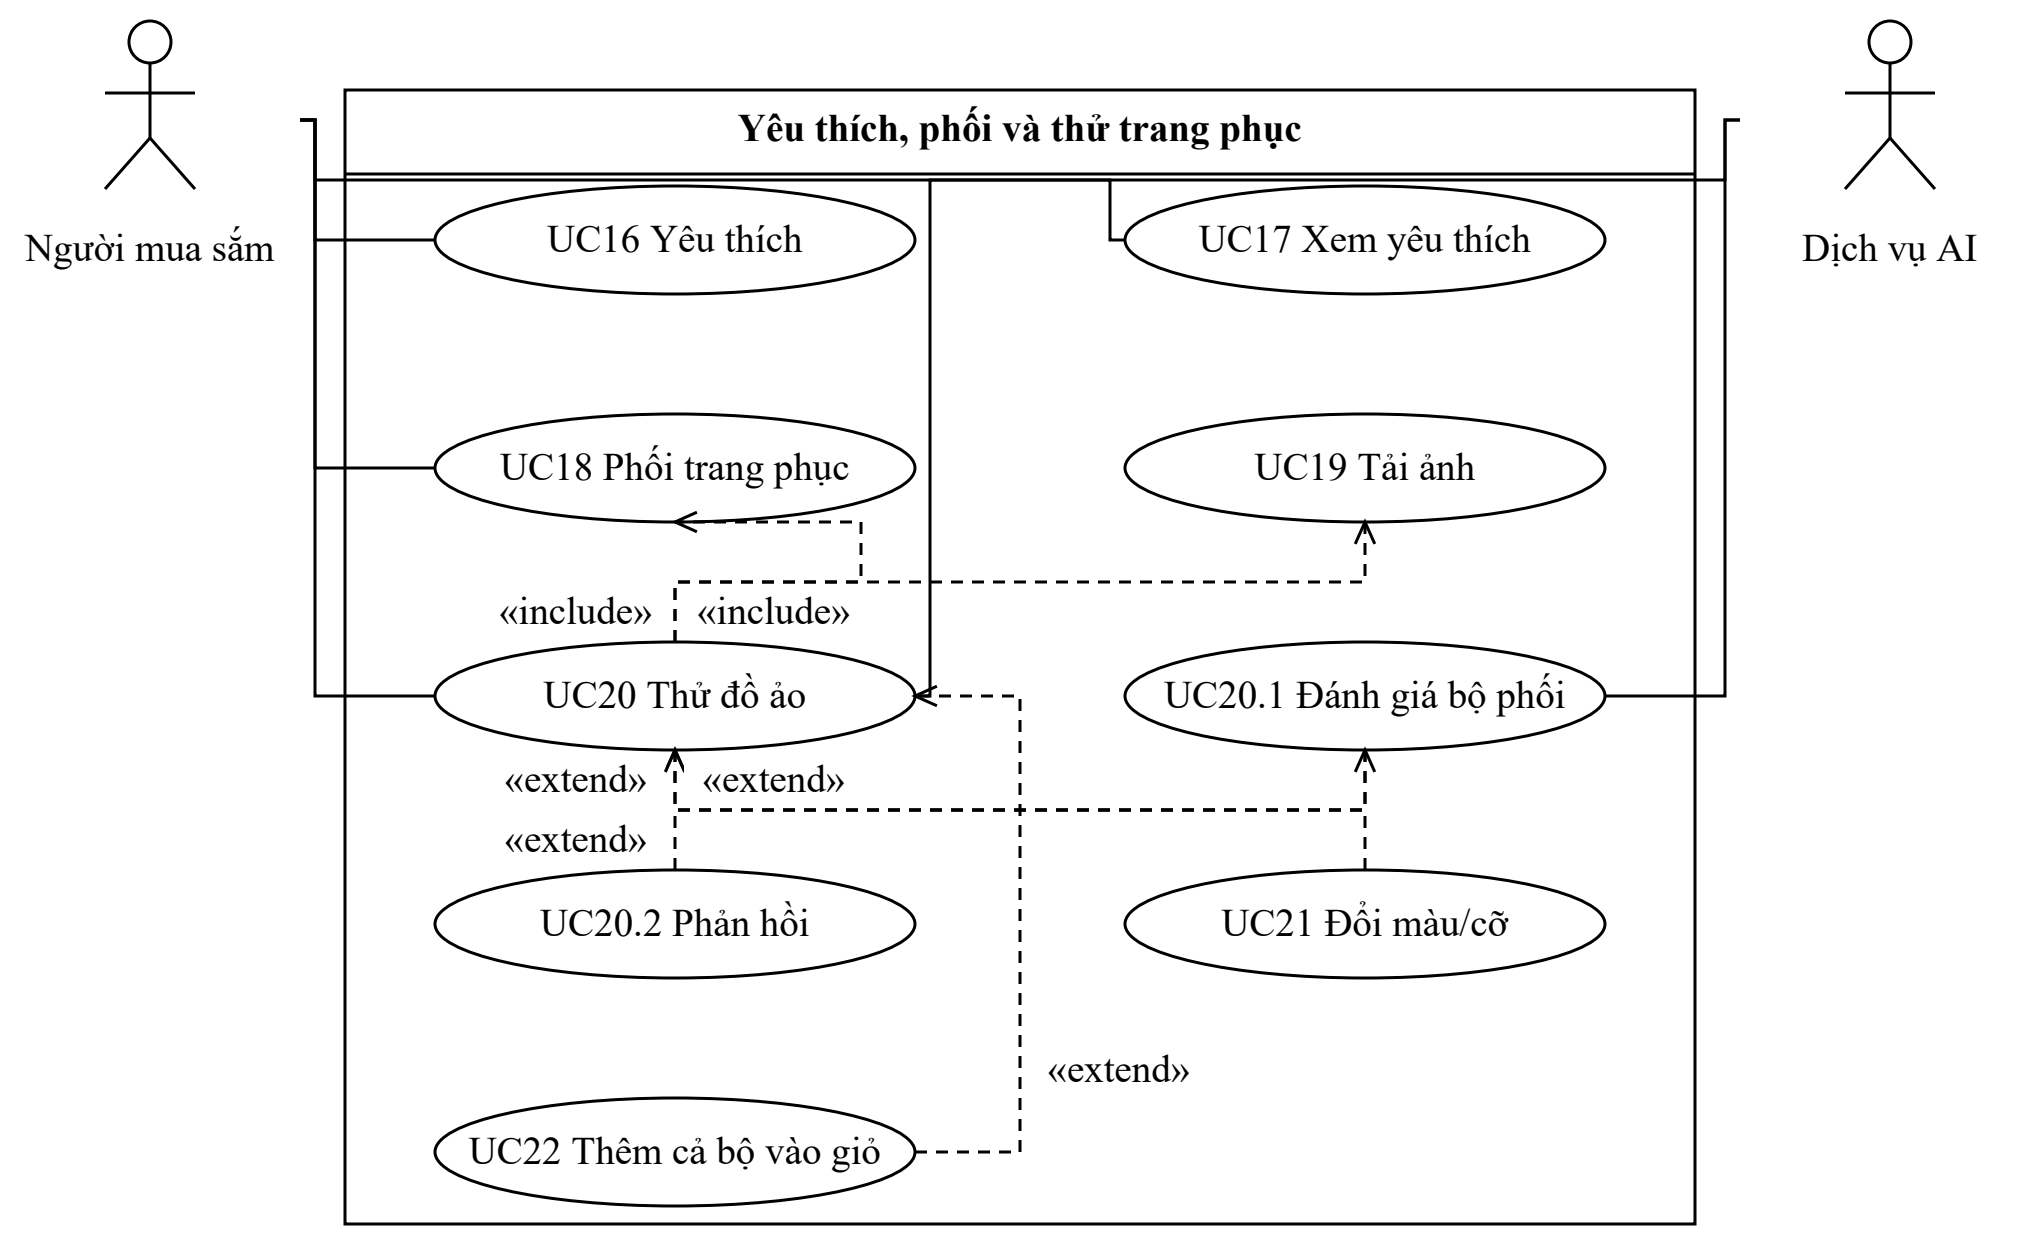 Yêu thích, phối và thử trang phục
Người mua sắm
Dịch vụ AI
UC16 Yêu thích
UC17 Xem yêu thích
UC18 Phối trang phục
UC19 Tải ảnh
«include»
«include»
UC20 Thử đồ ảo
UC20.1 Đánh giá bộ phối
«extend»
«extend»
«extend»
UC20.2 Phản hồi
UC21 Đổi màu/cỡ
«extend»
UC22 Thêm cả bộ vào giỏ